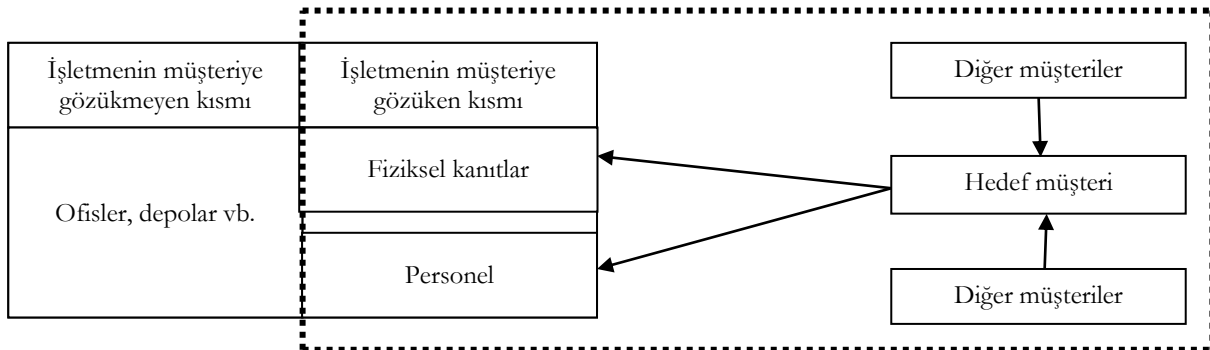 İşletmenin müşteriye
gözükmeyen kısmı
İşletmenin müşteriye
gözüken kısmı
Diğer müşteriler
Fiziksel kanıtlar
Hedef müşteri
Ofisler, depolar vb.
Personel
Diğer müşteriler